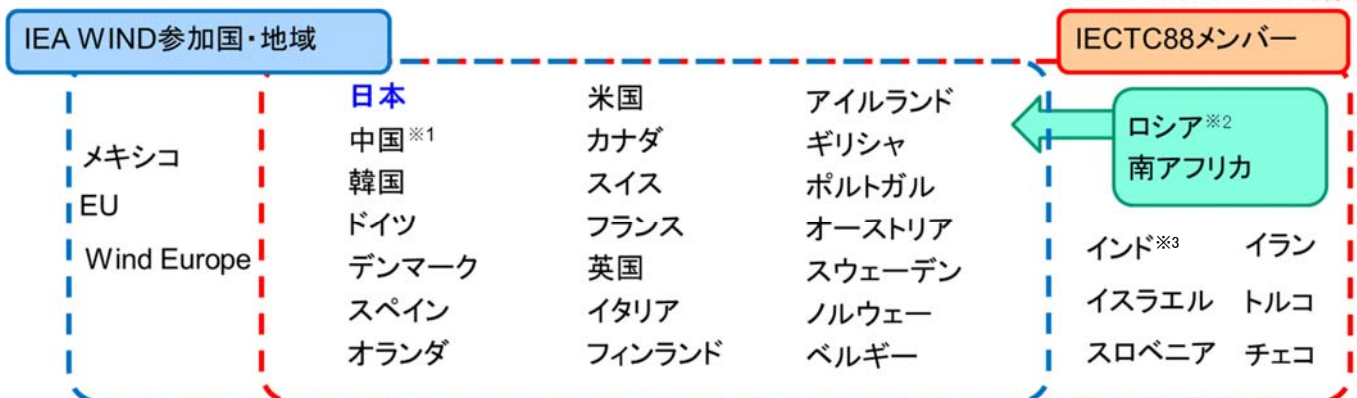 IEA WIND参加国・地域
IECTC88メンバー
メキシコ
EU
Wind Europe
日本
中国※1
韓国
ドイツ
デンマーク
スペイン
オランダ
米国
カナダ
スイス
フランス
英国
イタリア
フィンランド
アイルランド
ギリシャ
ポルトガル
オーストリア
スウェーデン
ノルウェー
ベルギー
ロシア※2
南アフリカ
インド※3 イラン
イスラエル トルコ
スロベニア チェコ